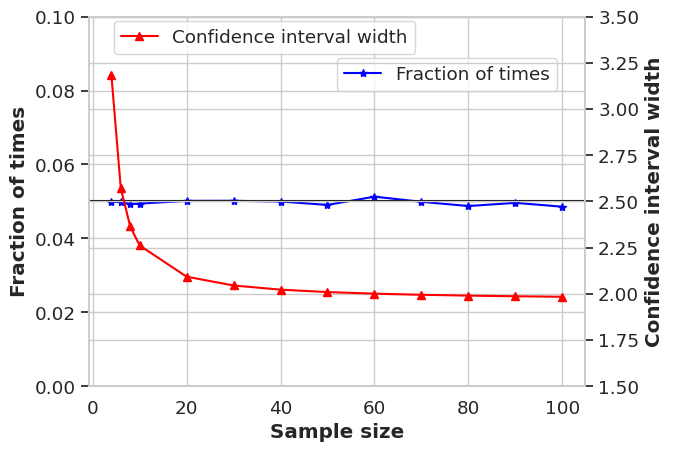 Confidence interval width
Fraction of times
0.10
0.08
0.06
0.04
0.02
0.00
Fraction of times
3.50
3.25
3.00
2.75
2.50
2.25
2.00
1.75
1.50
Confidence interval width
0 20 40 60 80 100
Sample size